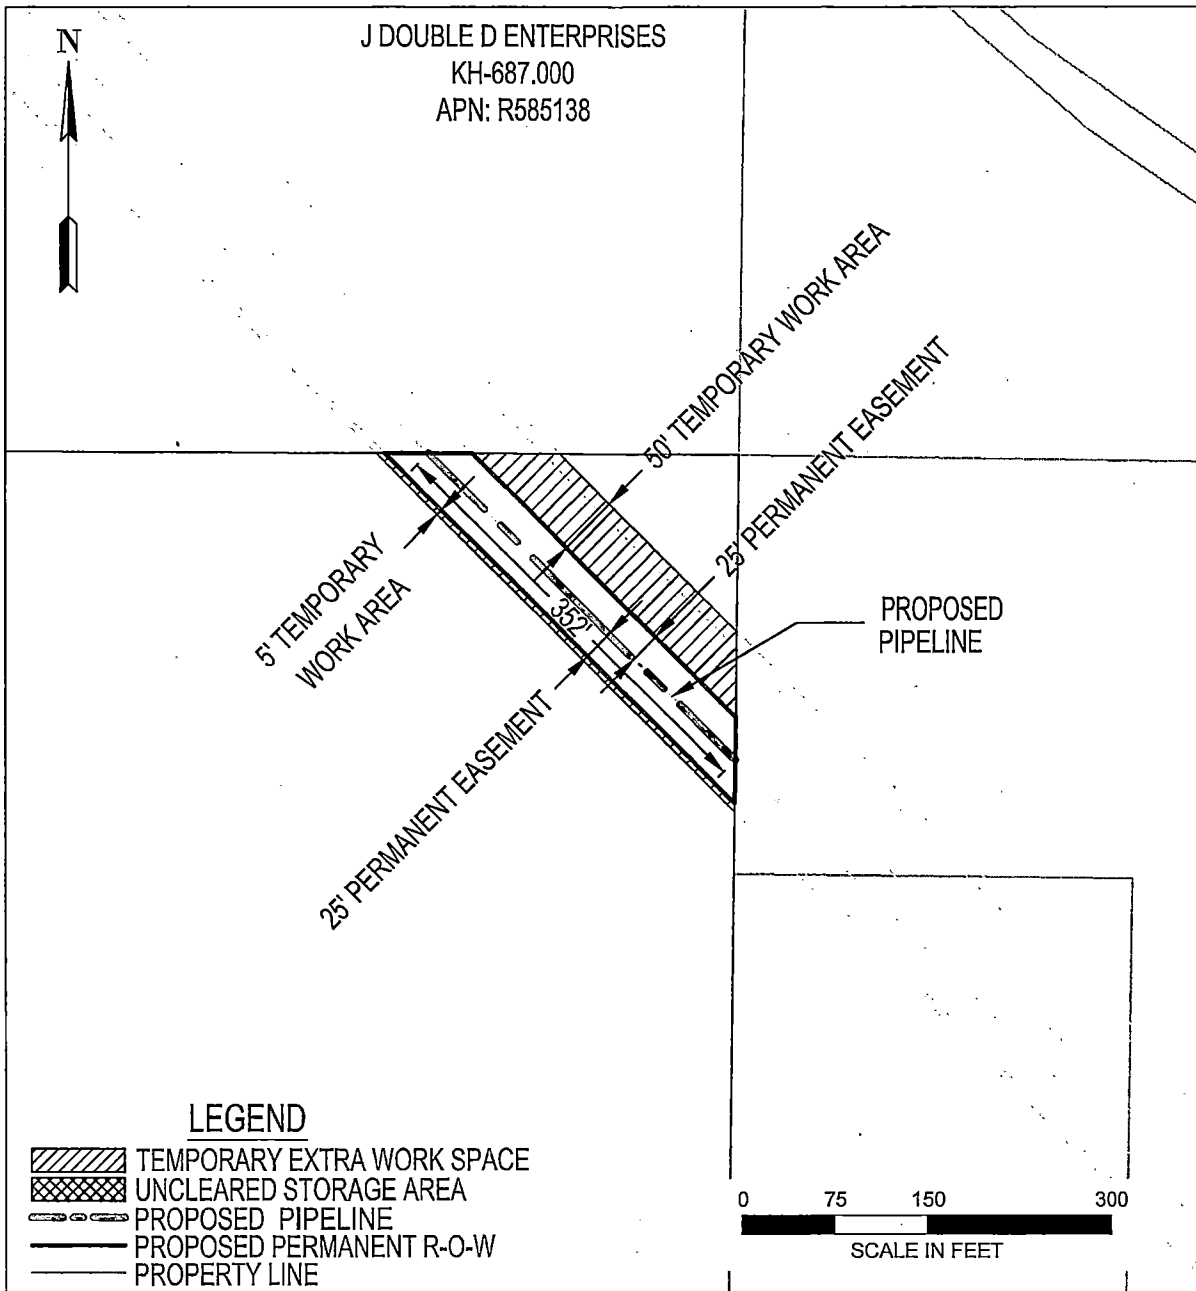 N
J DOUBLE D ENTERPRISES
KH-687.000
APN: R585138
50' TEMPORARY WORK AREA
25' PERMANENT EASEMENT
5' TEMPORARY
WORK AREA
352'
PROPOSED
PIPELINE
25' PERMANENT EASEMENT
LEGEND
TEMPORARY EXTRA WORK SPACE
UNCLEARED STORAGE AREA
PROPOSED PIPELINE
PROPOSED PERMANENT R-O-W
PROPERTY LINE
0 75 150 300
SCALE IN FEET